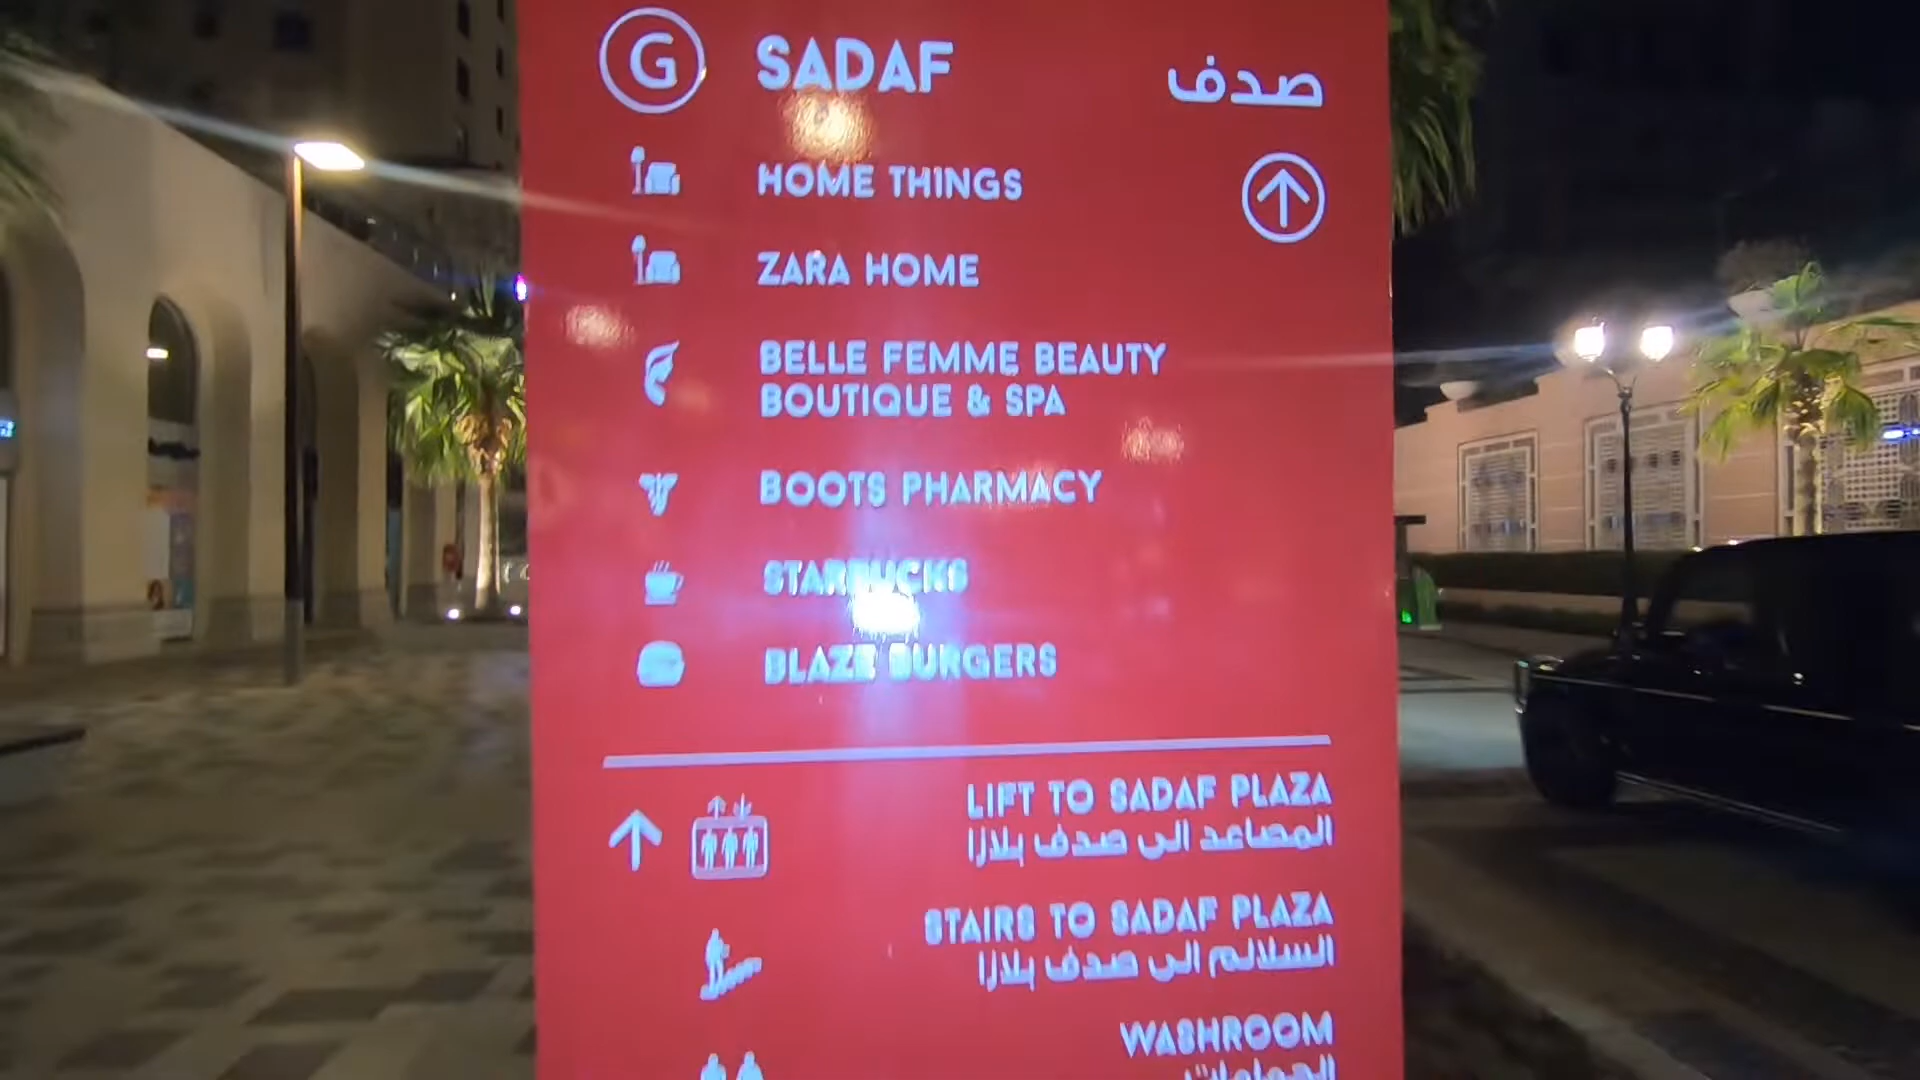 G SADAF صدف
HOME THINGS
ZARA HOME
BELLE FEMME BEAUTY
BOUTIQUE & SPA
BOOTS PHARMACY
STARBUCKS
BLAZE BURGERS
LIFT TO SADAF PLAZA
المصاعد الى صدف بلازا
STAIRS TO SADAF PLAZA
السلالم الى صدف بلازا
WASHROOM